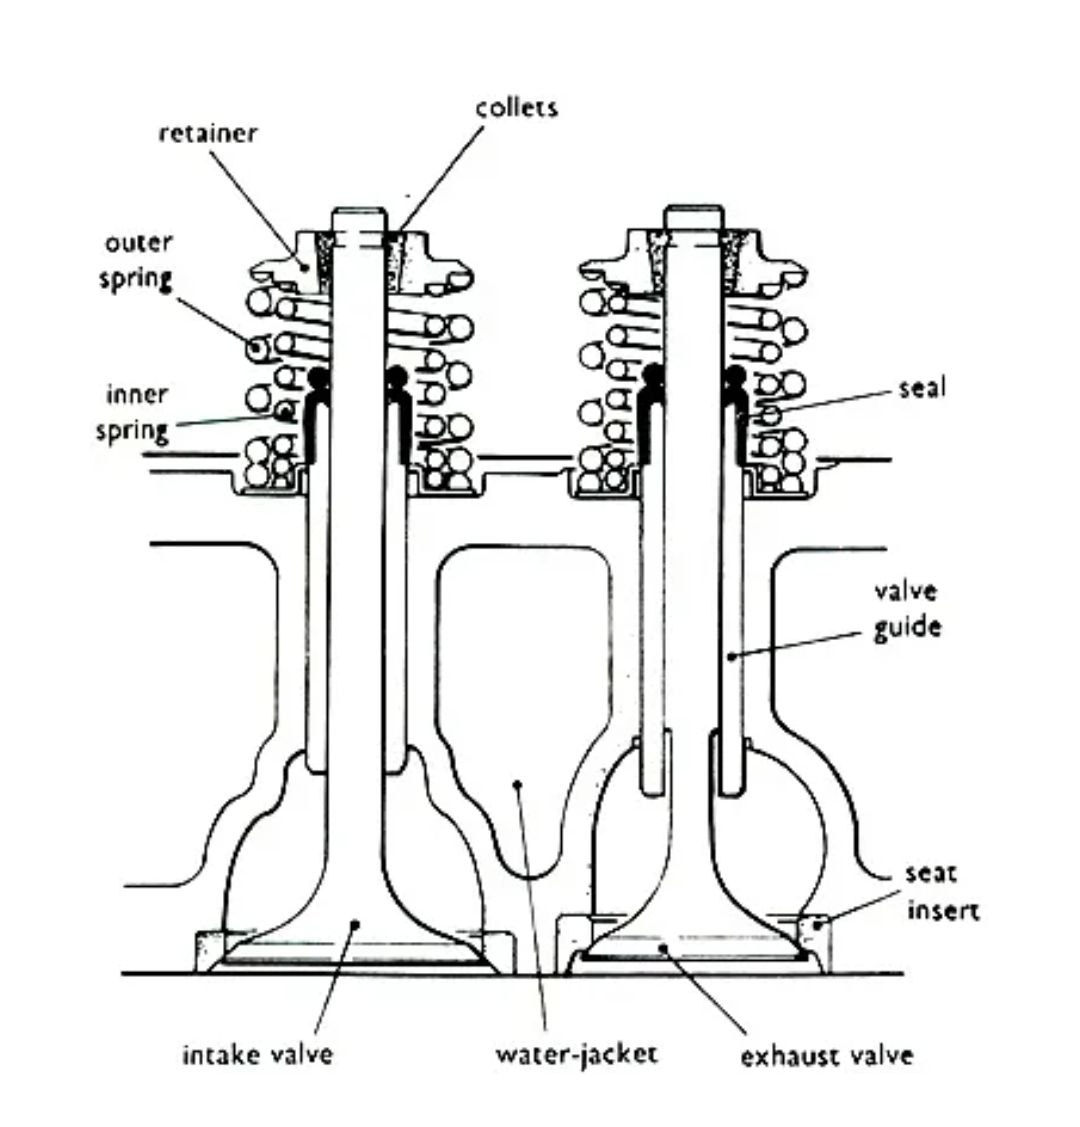 collets
retainer
outer
spring
inner
spring
seal
valve
guide
seat
insert
intake valve
water-jacket
exhaust valve